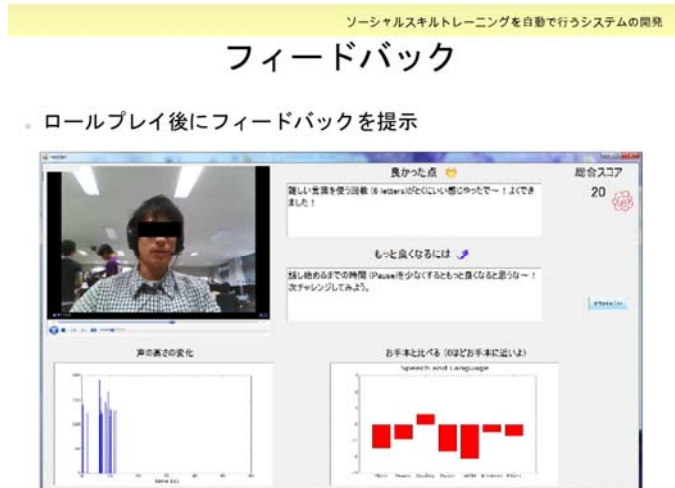 ソーシャルスキルトレーニングを自動で行うシステムの開発
フィードバック
ロールプレイ後にフィードバックを提示
良かった点
総合スコア
難しい言葉を使う回数 (6 letters)がとくにいい感じやったで～！よくでき
ました！
20
もっと良くなるには
話し始めるまでの時間 (Pause)を少なくするともっと良くなると思うな～！
次チャレンジしてみよう。
声の高さの変化
お手本と比べる (0ほどお手本に近いよ)
Speech and Language
time [s]